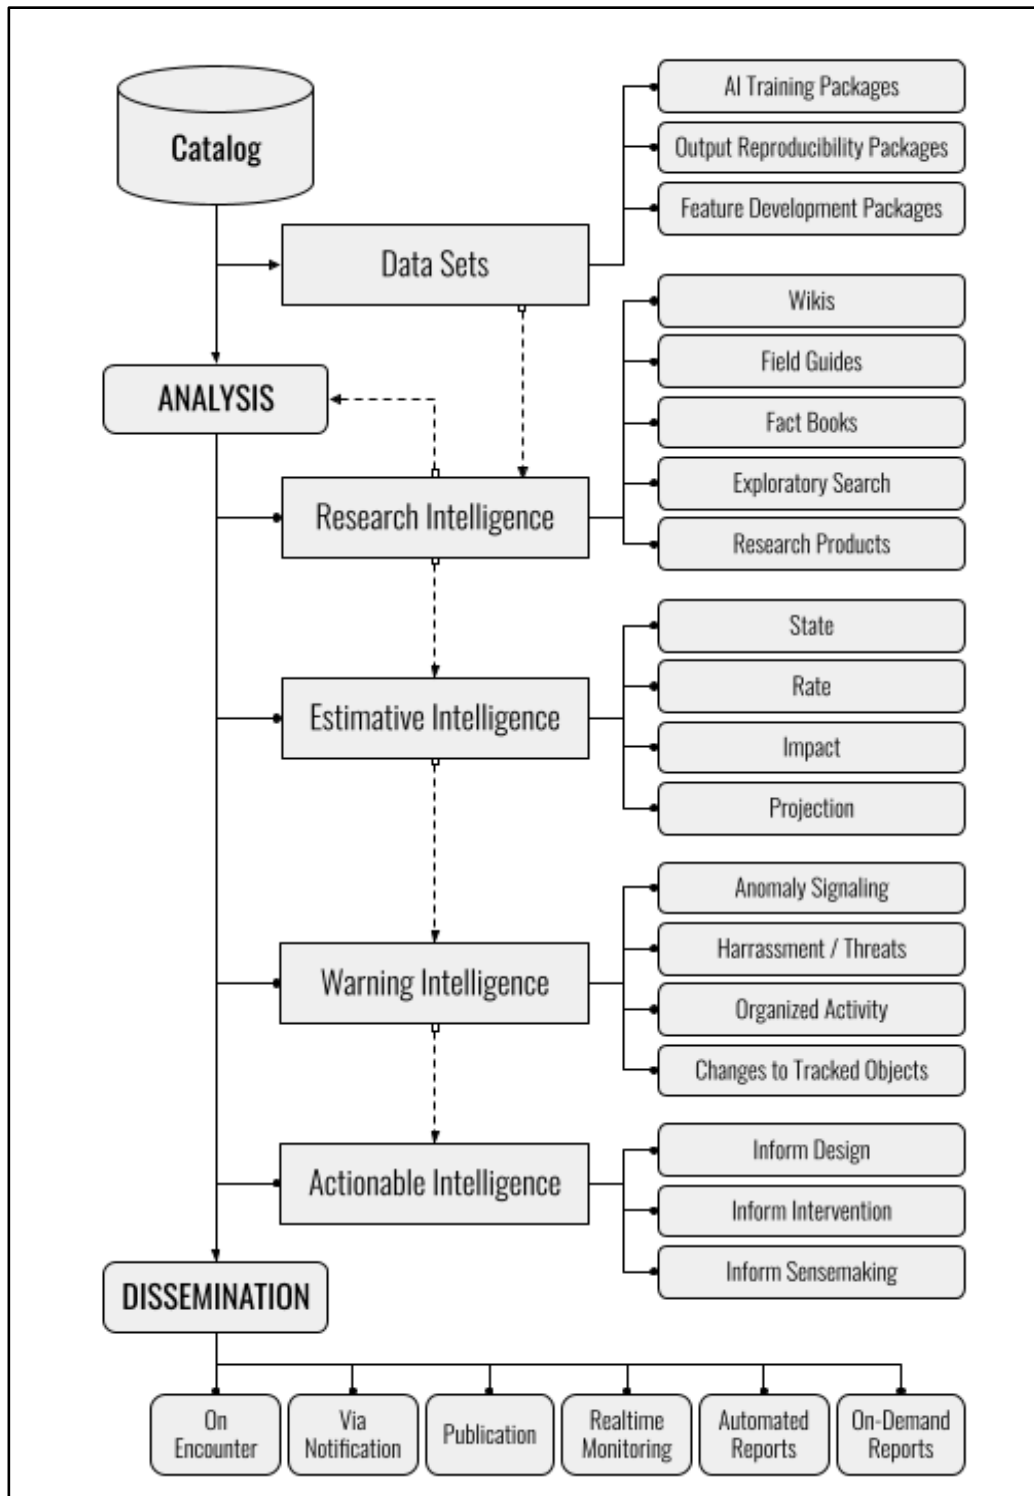 Catalog
AI Training Packages
Output Reproducibility Packages
Feature Development Packages
Data Sets
Wikis
Field Guides
Fact Books
Exploratory Search
Research Products
ANALYSIS
Research Intelligence
State
Rate
Impact
Projection
Estimative Intelligence
Anomaly Signaling
Harrassment / Threats
Organized Activity
Changes to Tracked Objects
Warning Intelligence
Inform Design
Inform Intervention
Inform Sensemaking
Actionable Intelligence
DISSEMINATION
On
Encounter
Via
Notification
Publication
Realtime
Monitoring
Automated
Reports
On-Demand
Reports